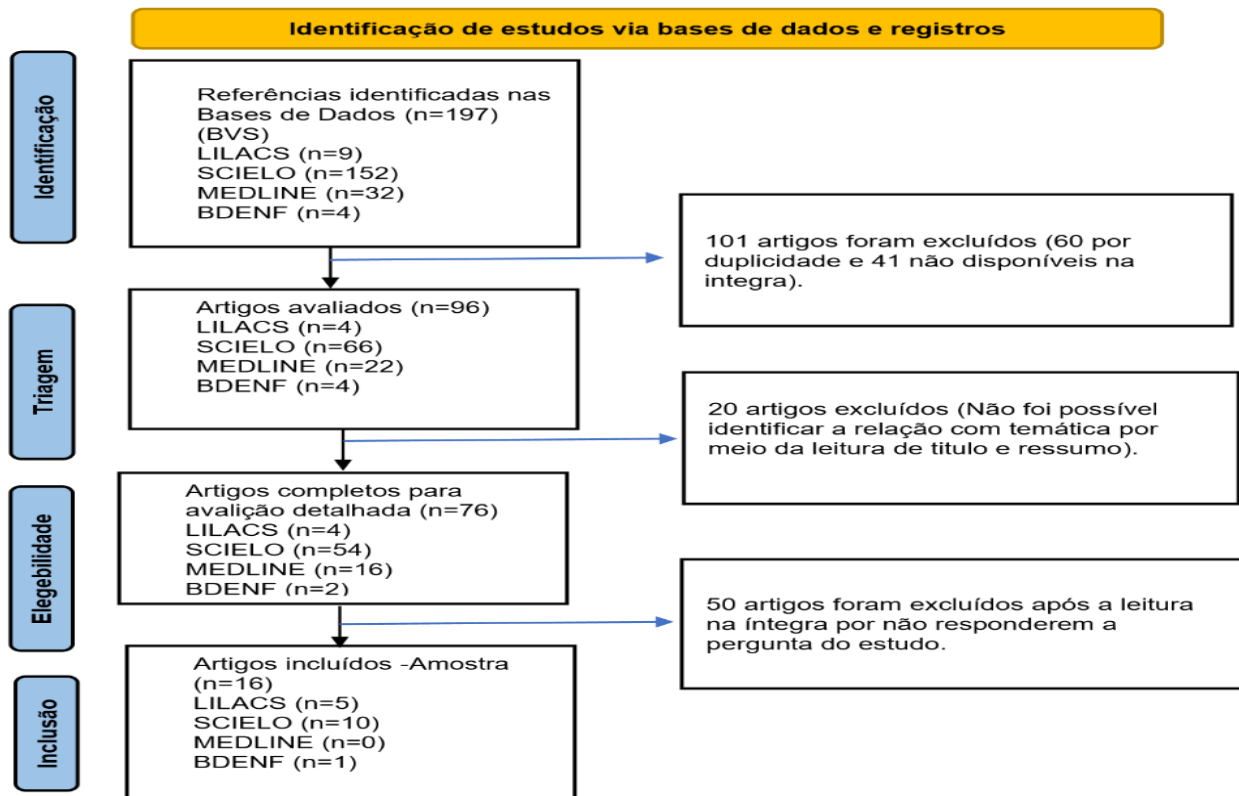 Identificação de estudos via bases de dados e registros
Identificação
Referências identificadas nas
Bases de Dados (n=197)
(BVS)
LILACS (n=9)
SCIELO (n=152)
MEDLINE (n=32)
BDENF (n=4)
101 artigos foram excluídos (60 por
duplicidade e 41 não disponíveis na
integra).
Triagem
Artigos avaliados (n=96)
LILACS (n=4)
SCIELO (n=66)
MEDLINE (n=22)
BDENF (n=4)
20 artigos excluídos (Não foi possível
identificar a relação com temática por
meio da leitura de titulo e ressumo).
Elegebilidade
Artigos completos para
avalição detalhada (n=76)
LILACS (n=4)
SCIELO (n=54)
MEDLINE (n=16)
BDENF (n=2)
50 artigos foram excluídos após a leitura
na íntegra por não responderem a
pergunta do estudo.
Inclusão
Artigos incluídos -Amostra
(n=16)
LILACS (n=5)
SCIELO (n=10)
MEDLINE (n=0)
BDENF (n=1)